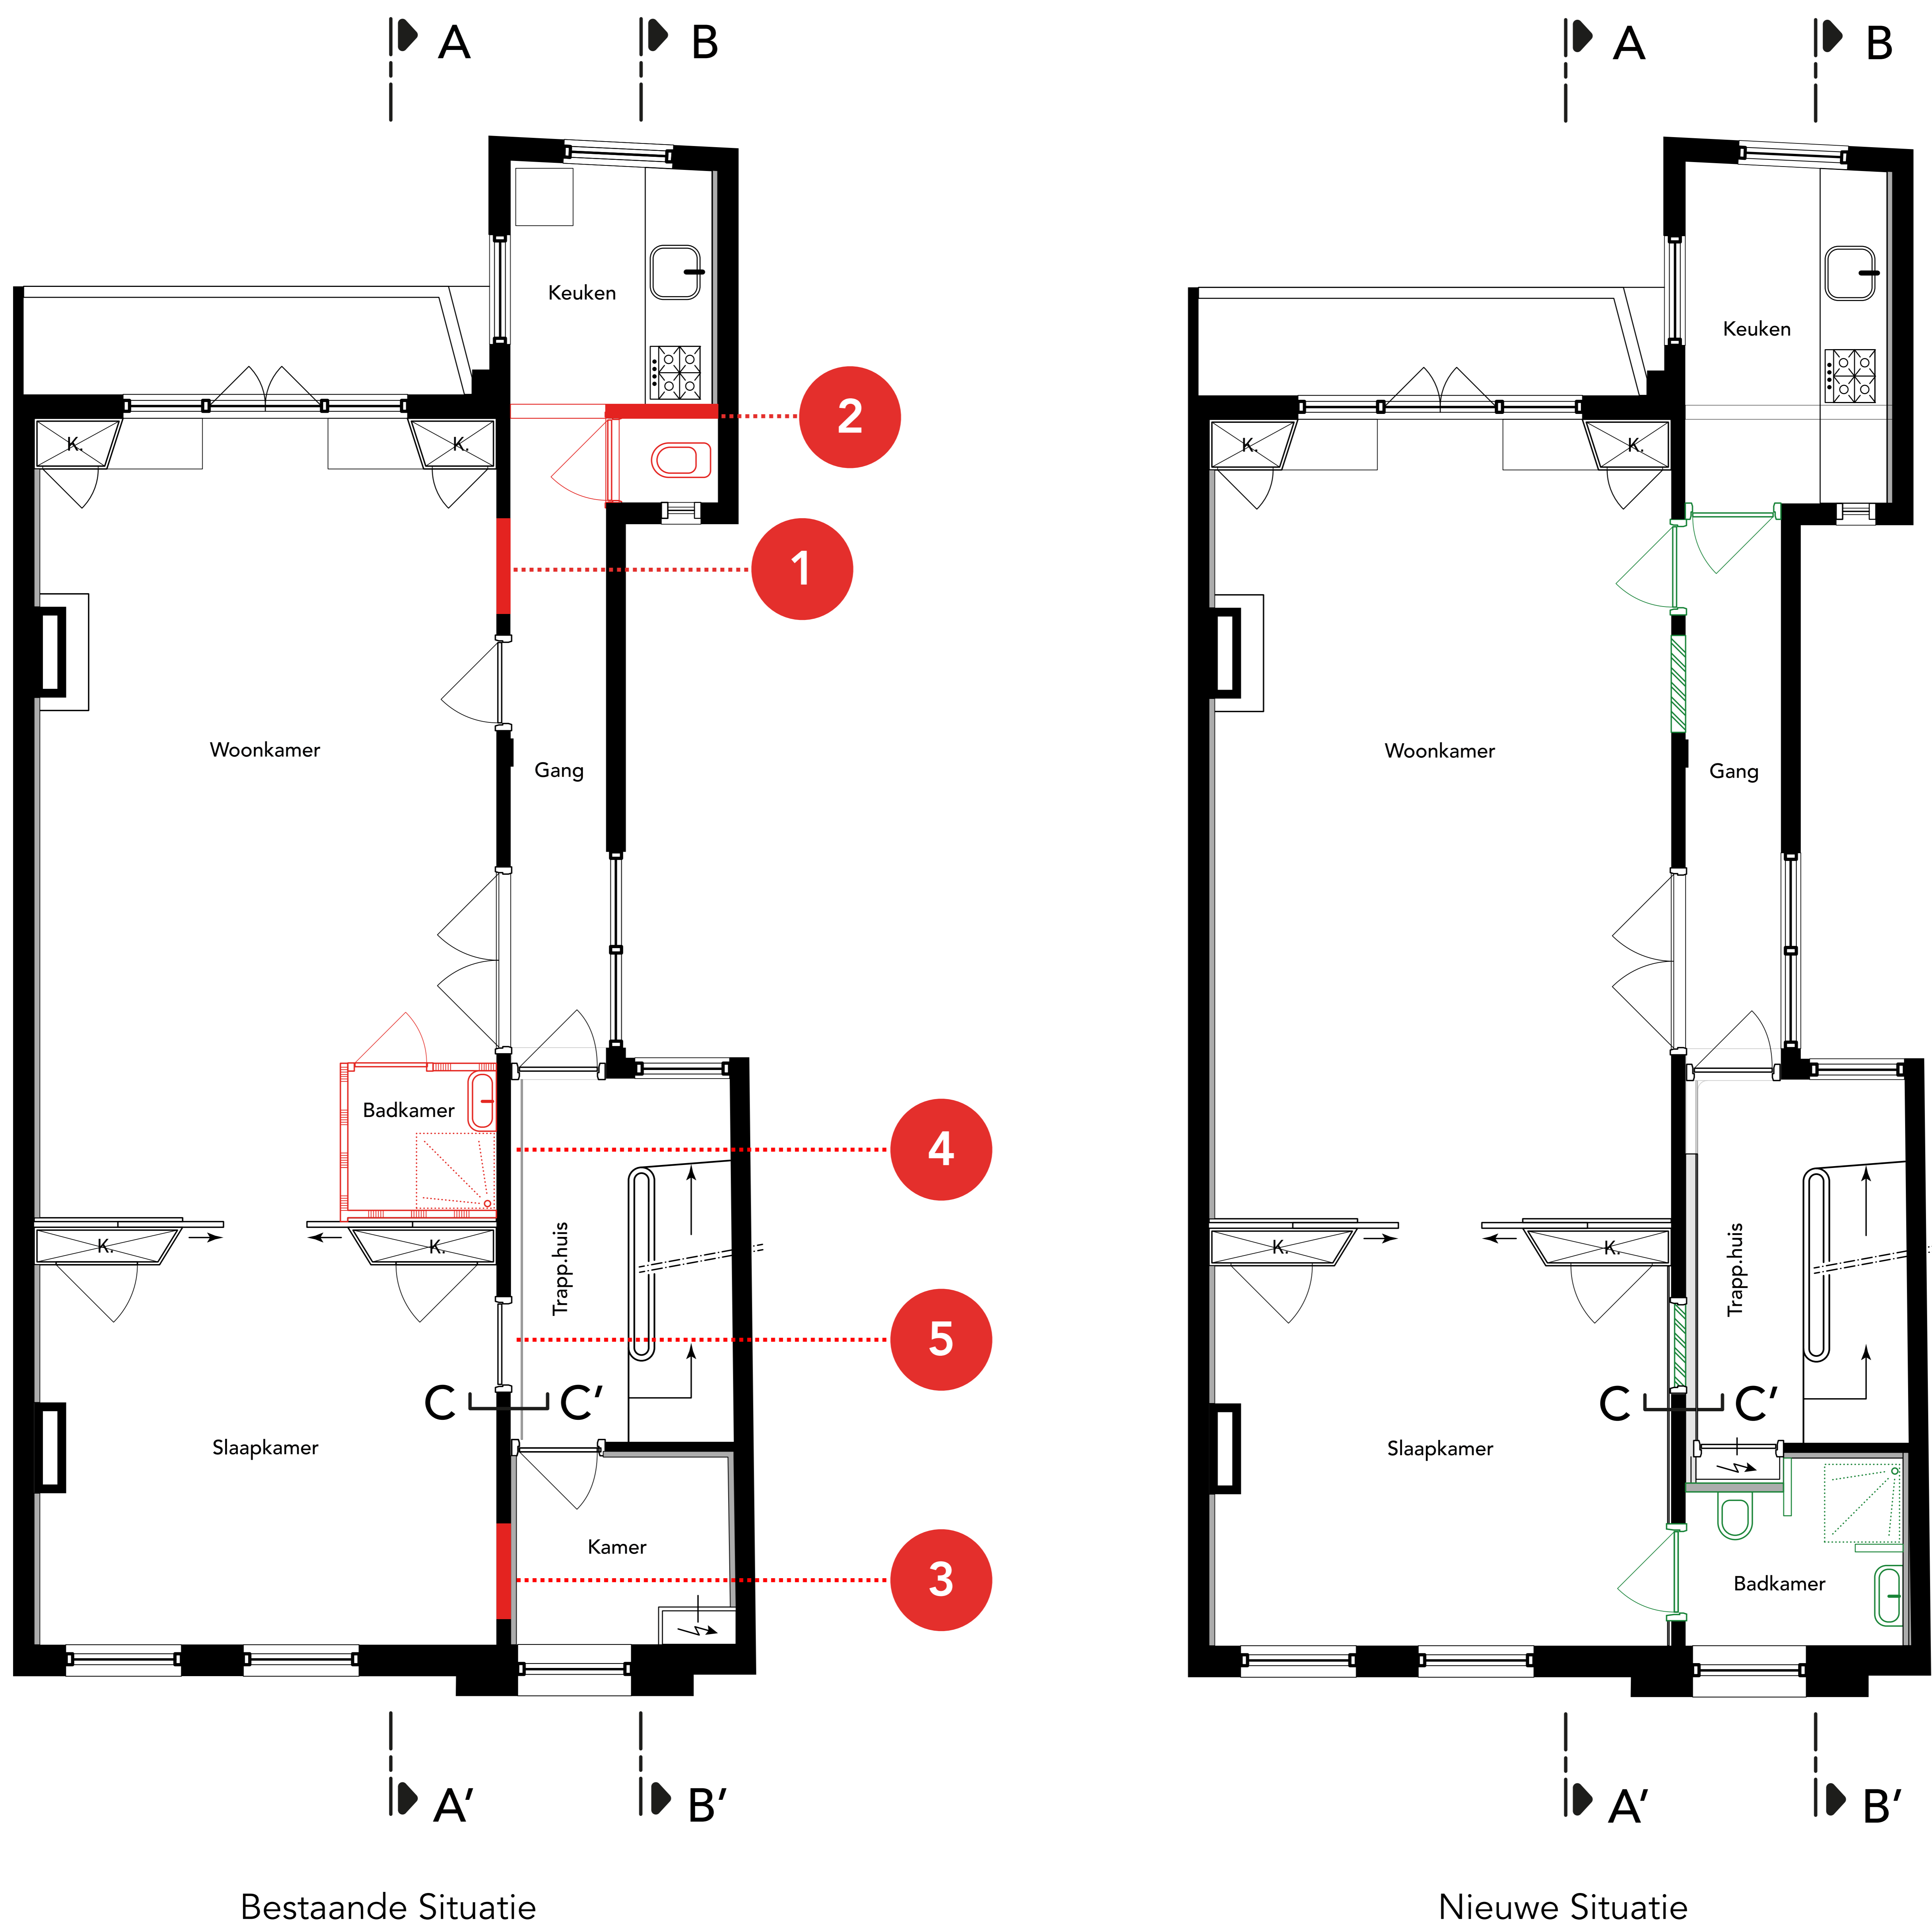 A
B
Keuken
2
K.
K.
1
Woonkamer
Gang
Badkamer
4
K.
K.
Trapp.huis
5
C
C'
Slaapkamer
Kamer
3
A'
B'
Bestaande Situatie
A
B
Keuken
K.
K.
Woonkamer
Gang
K.
K.
Trapp.huis
C
C'
Slaapkamer
Badkamer
A'
B'
Nieuwe Situatie